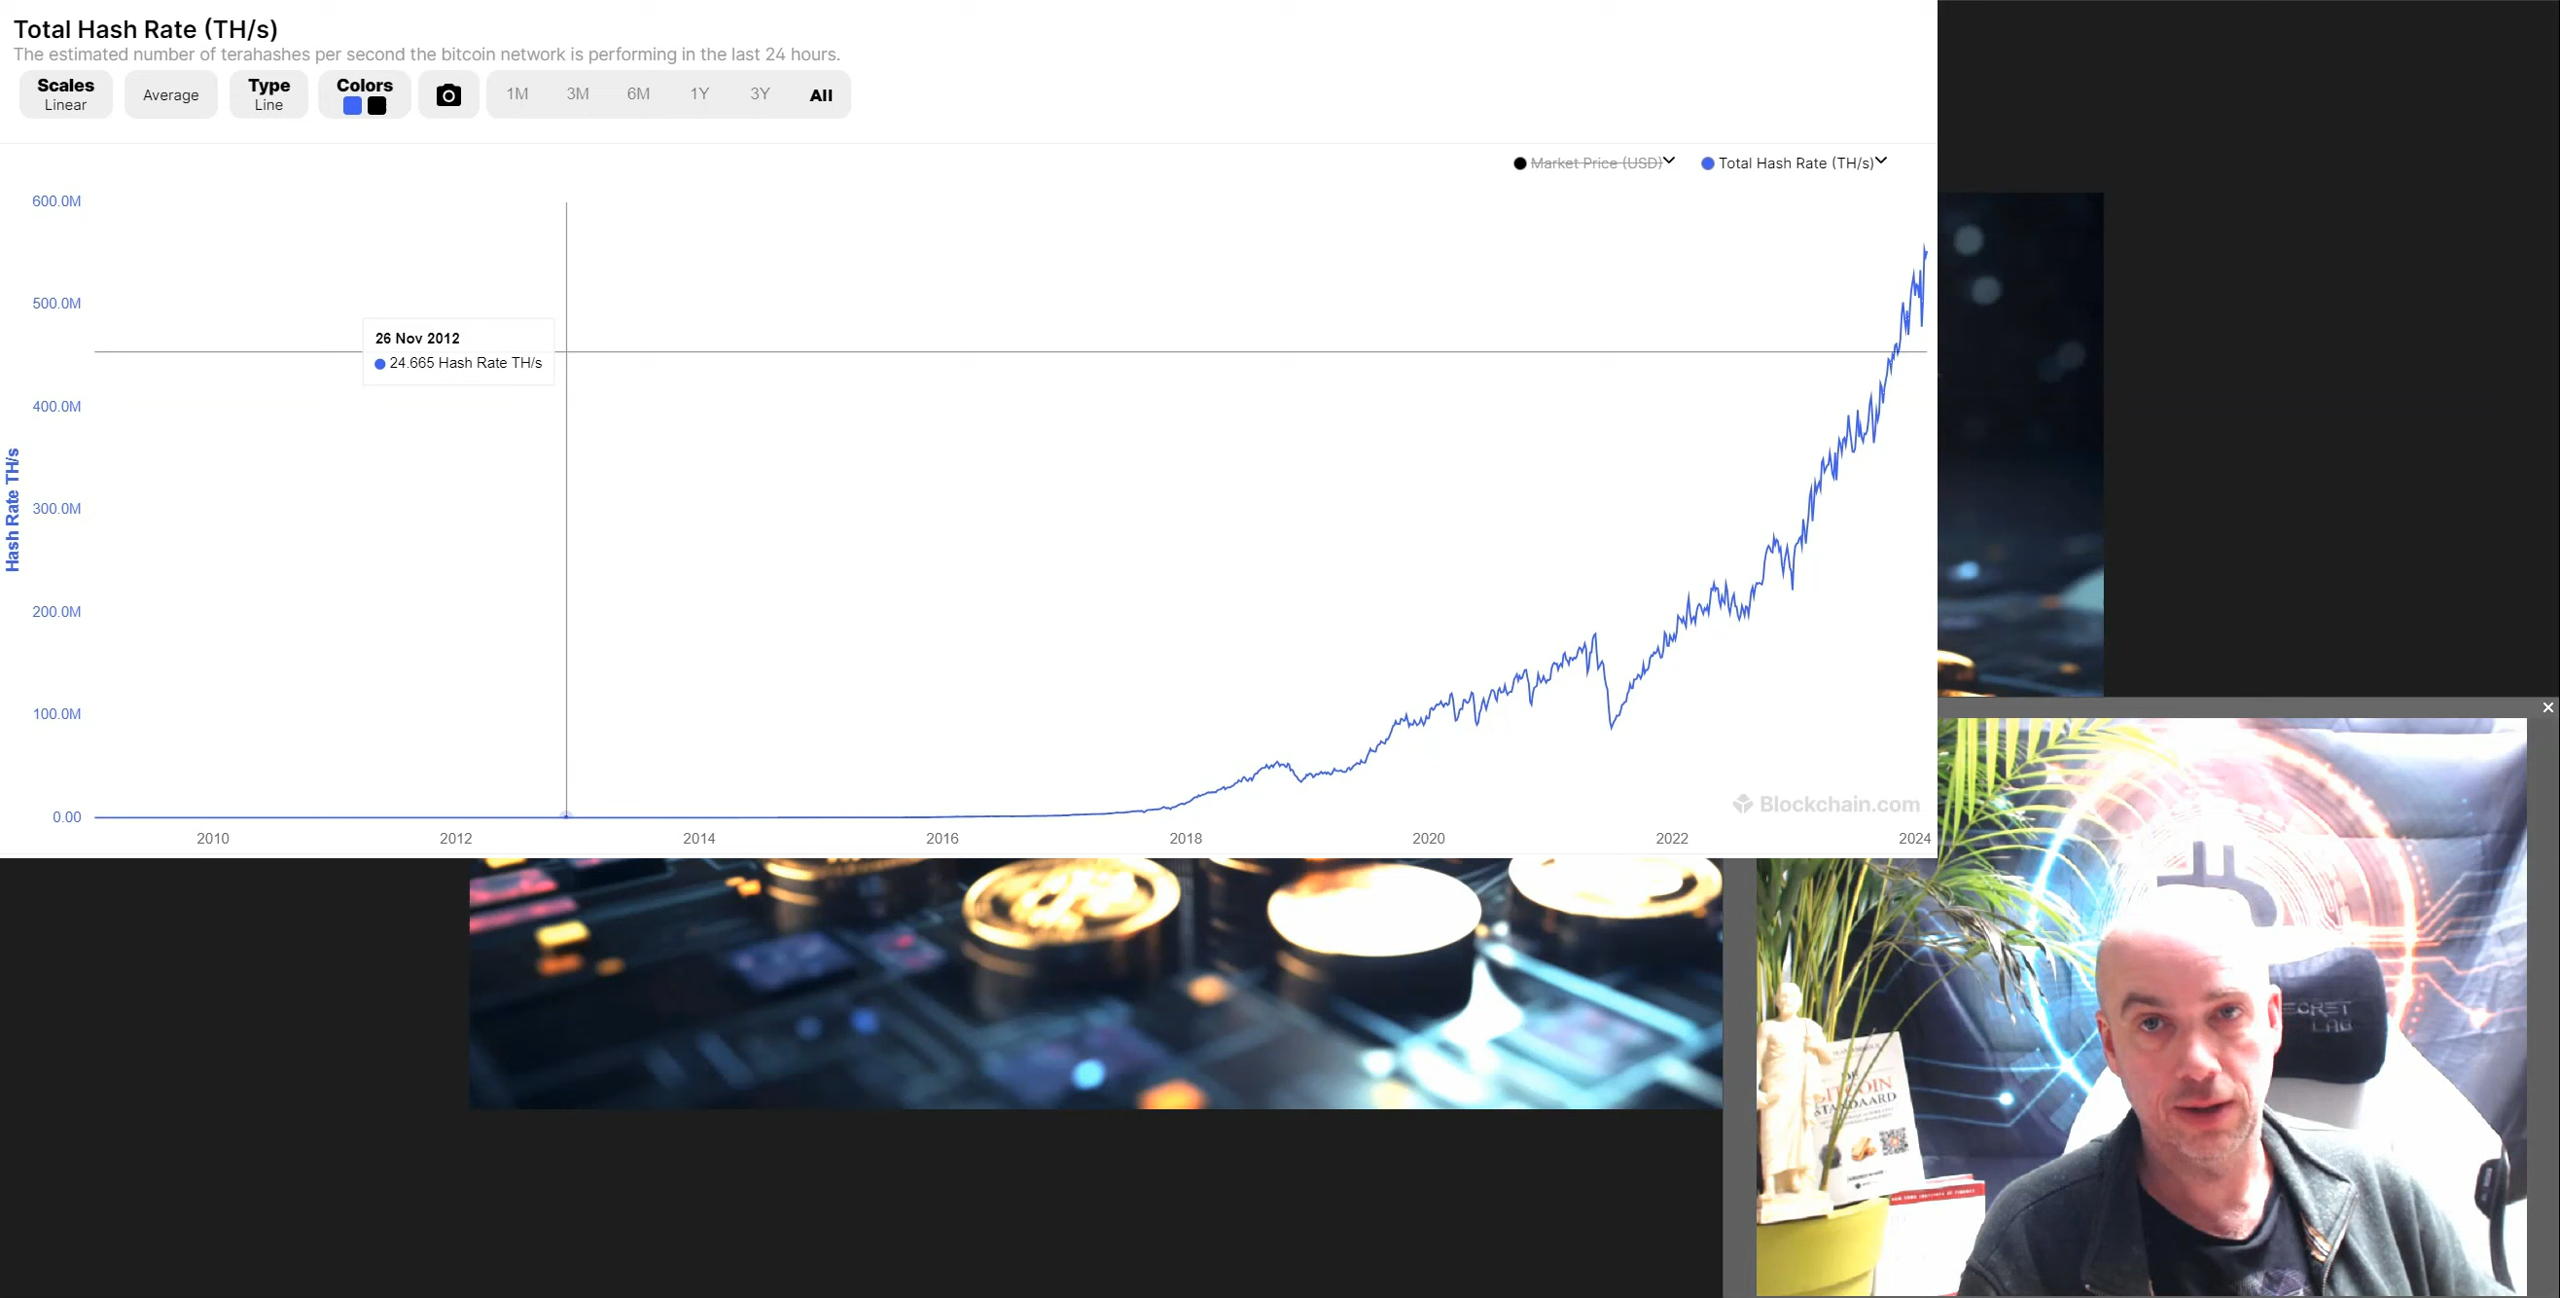 Total Hash Rate (TH/s)
The estimated number of terahashes per second the bitcoin network is performing in the last 24 hours.
Scales
Linear
Average
Type
Line
Colors
1M 3M 6M 1Y 3Y All
Market Price (USD) Total Hash Rate (TH/s)
600.0M
500.0M
26 Nov 2012
24.665 Hash Rate TH/s
400.0M
Hash Rate TH/s
300.0M
200.0M
100.0M
Blockchain.com
0.00
2010 2012 2014 2016 2018 2020 2022 2024
ECRET
LAB
STANDAARD